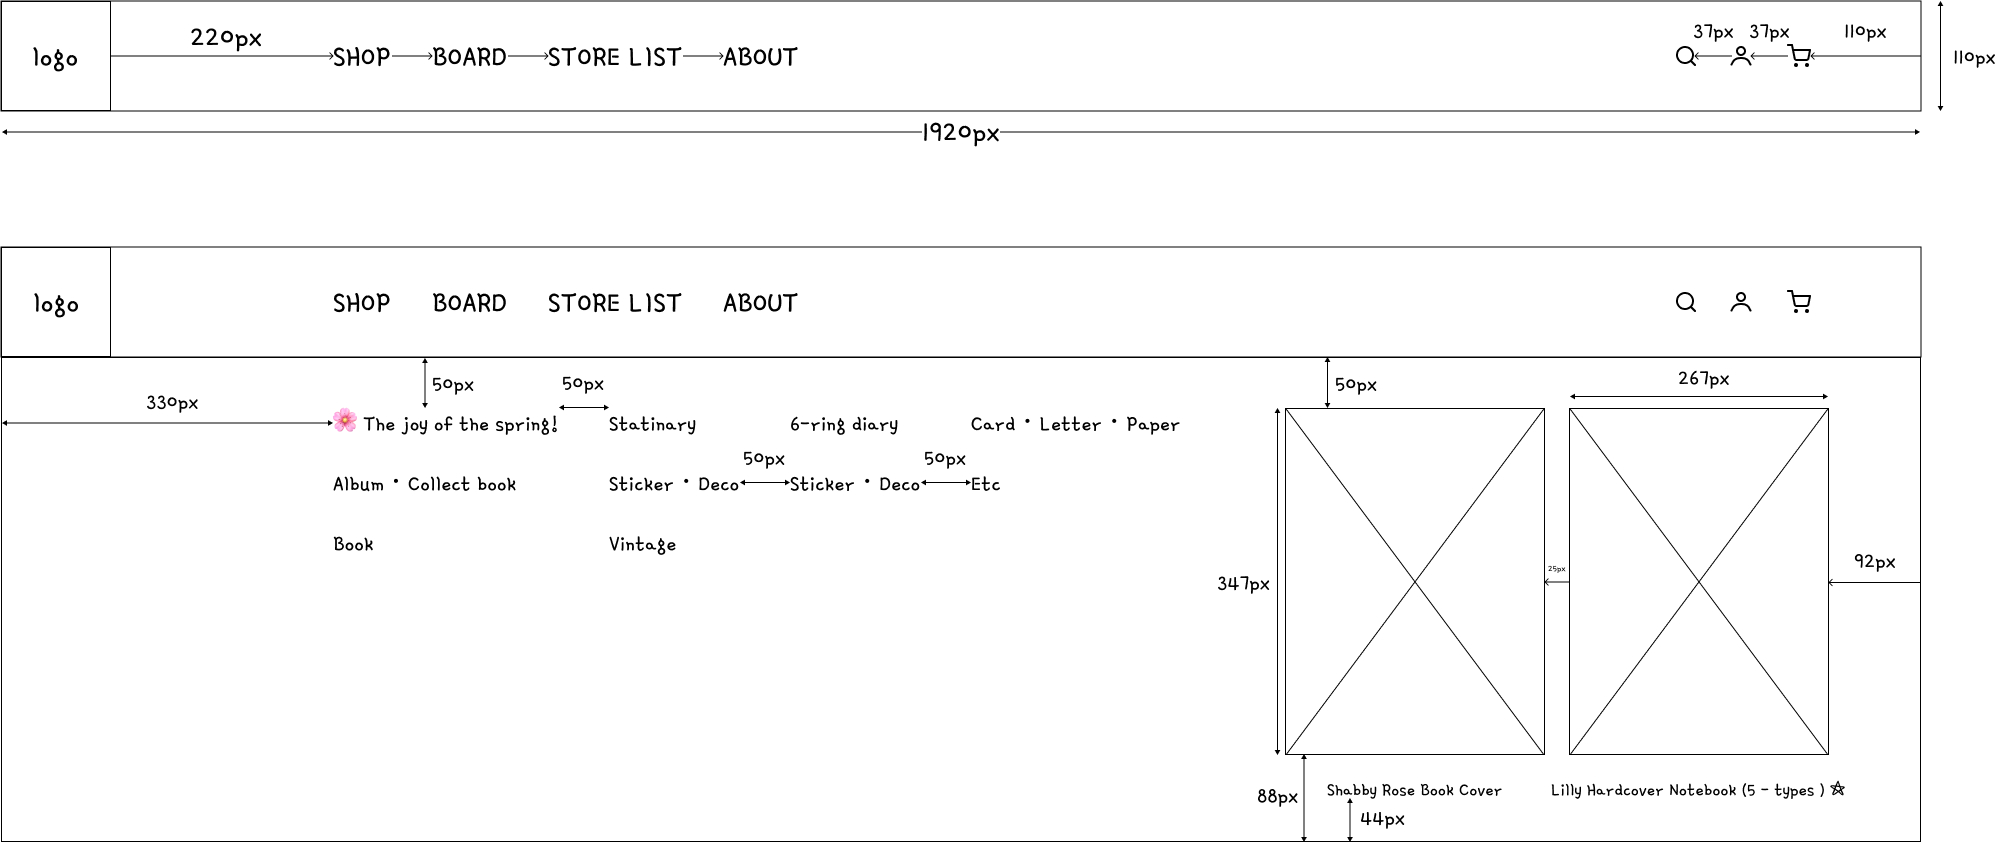 220px
37px 37px 110px
logo SHOP BOARD STORE LIST ABOUT
110px
1920px
logo SHOP BOARD STORE LIST ABOUT
50px 50px 50px 267px
330px
🌸 The joy of the spring! Statinary 6-ring diary Card • Letter • Paper
50px 50px
Album • Collect book Sticker • Deco Sticker • Deco Etc
Book Vintage
347px 25px 92px
Shabby Rose Book Cover Lilly Hardcover Notebook (5 - types ) ☆
88px
44px